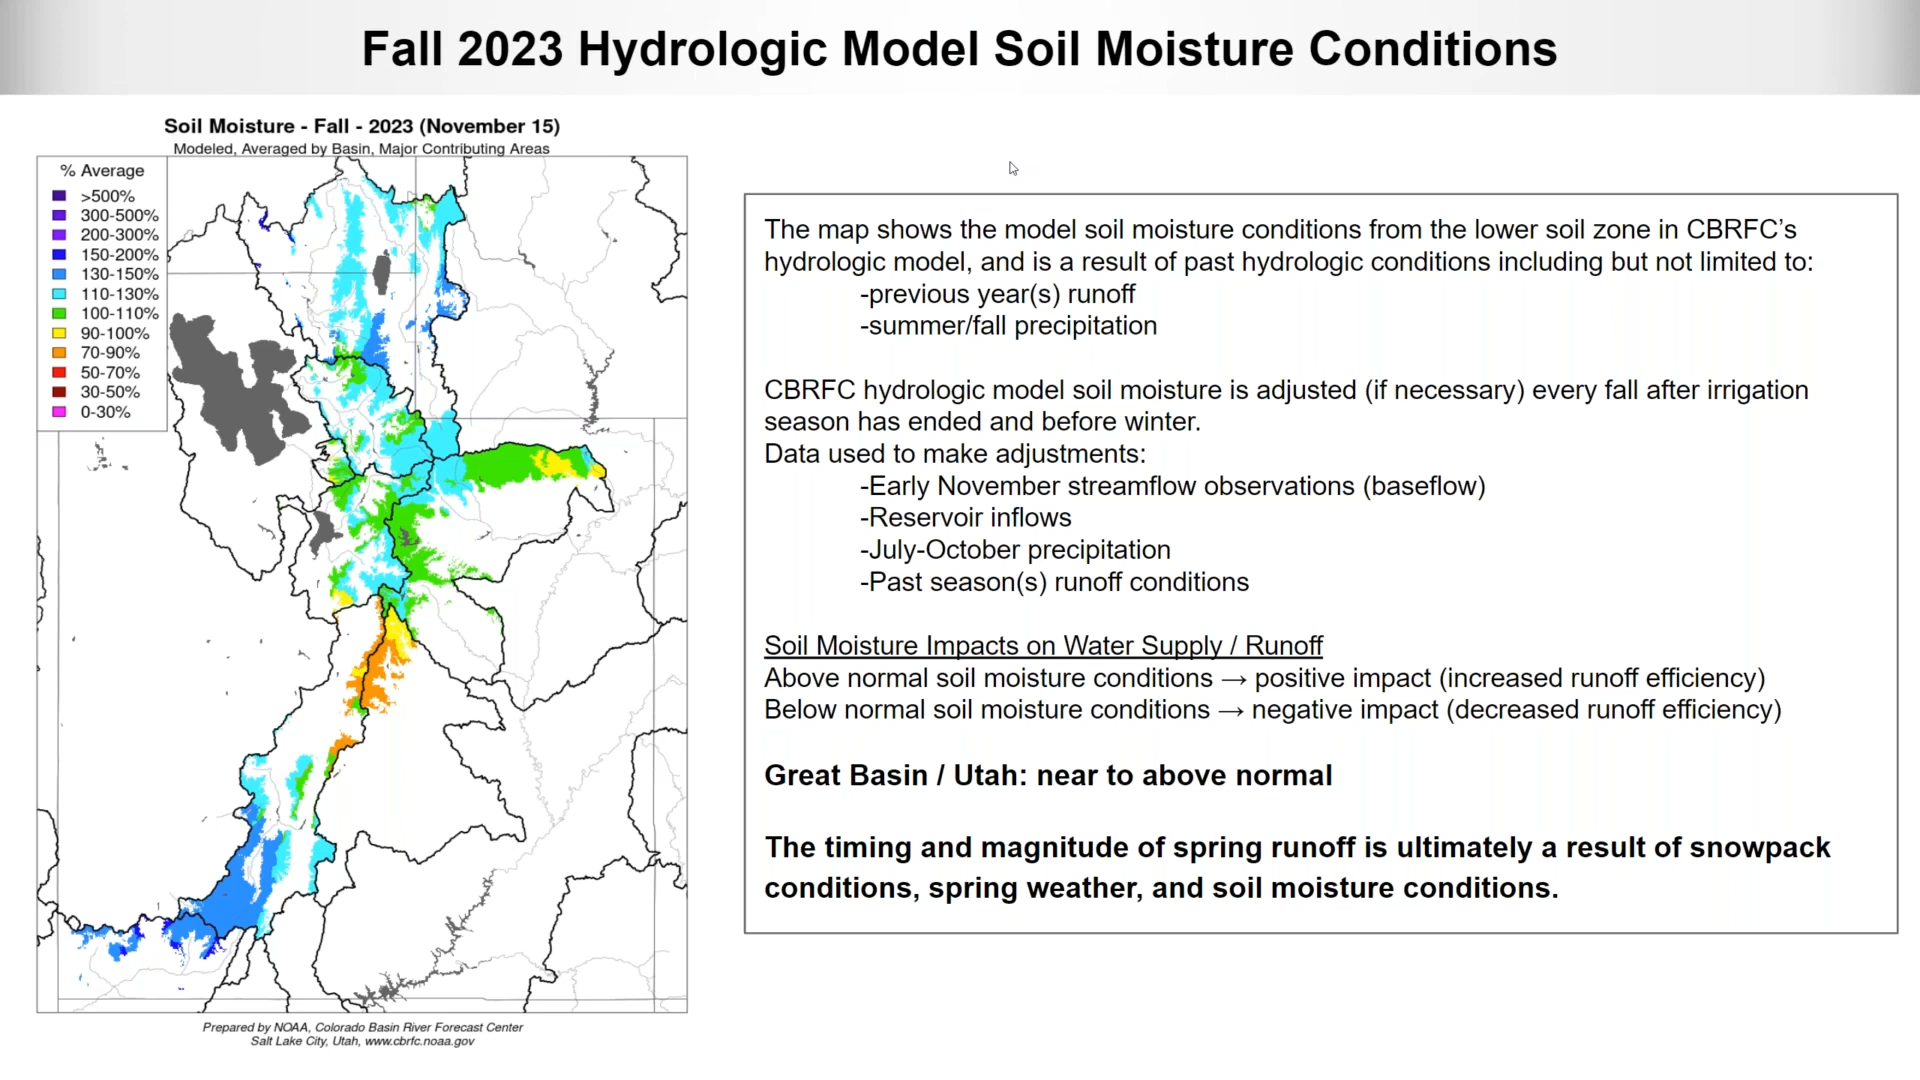 Fall 2023 Hydrologic Model Soil Moisture Conditions
Soil Moisture - Fall - 2023 (November 15)
Modeled, Averaged by Basin, Major Contributing Areas
% Average
>500%
300-500%
200-300%
150-200%
130-150%
110-130%
100-110%
90-100%
70-90%
50-70%
30-50%
0-30%
Prepared by NOAA, Colorado Basin River Forecast Center
Salt Lake City, Utah, www.cbrfc.noaa.gov
The map shows the model soil moisture conditions from the lower soil zone in CBRFC’s
hydrologic model, and is a result of past hydrologic conditions including but not limited to:
-previous year(s) runoff
-summer/fall precipitation
CBRFC hydrologic model soil moisture is adjusted (if necessary) every fall after irrigation
season has ended and before winter.
Data used to make adjustments:
-Early November streamflow observations (baseflow)
-Reservoir inflows
-July-October precipitation
-Past season(s) runoff conditions
Soil Moisture Impacts on Water Supply / Runoff
Above normal soil moisture conditions → positive impact (increased runoff efficiency)
Below normal soil moisture conditions → negative impact (decreased runoff efficiency)
Great Basin / Utah: near to above normal
The timing and magnitude of spring runoff is ultimately a result of snowpack
conditions, spring weather, and soil moisture conditions.